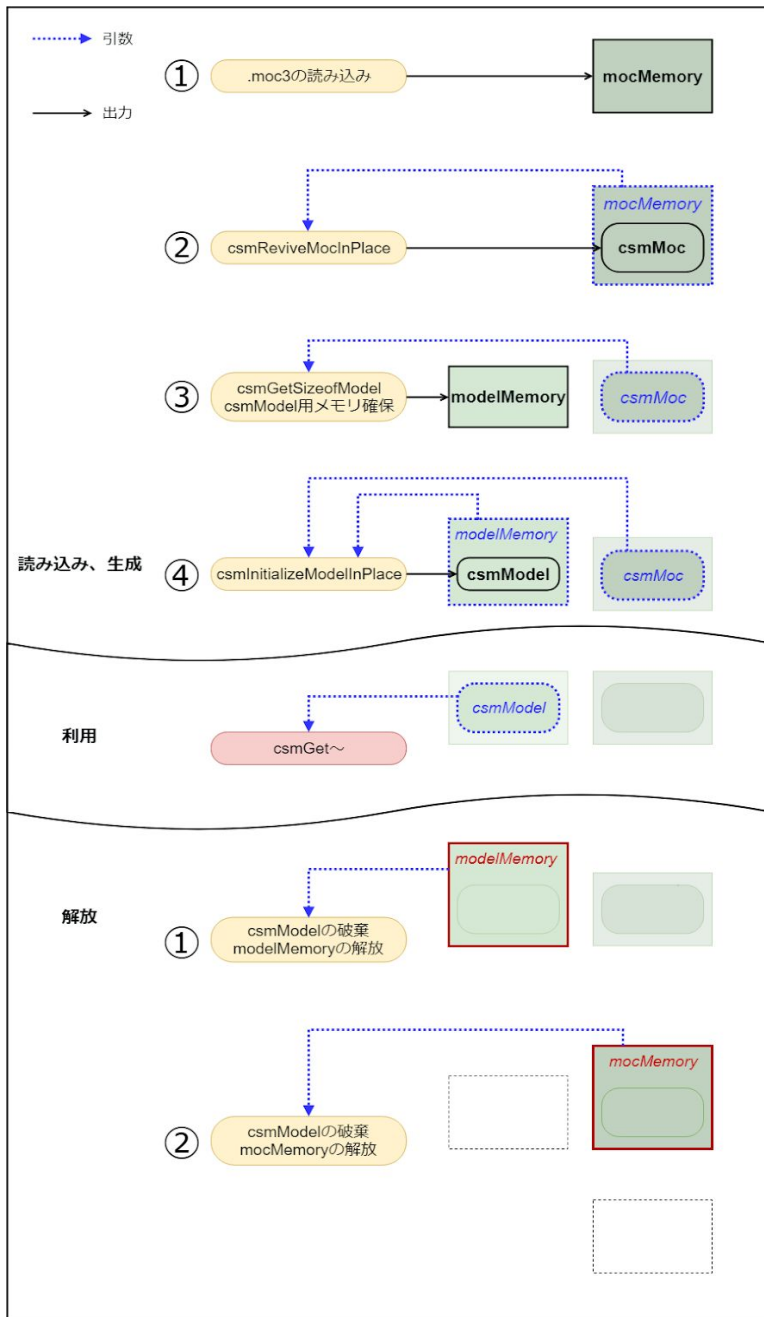 引数
①
.moc3の読み込み
mocMemory
出力
mocMemory
②
csmReviveMocInPlace
csmMoc
③
csmGetSizeofModel
csmModel用メモリ確保
modelMemory
csmMoc
読み込み、生成
④
csmInitializeModelInPlace
modelMemory
csmModel
csmMoc
利用
csmGet～
csmModel
解放
modelMemory
①
csmModelの破棄
modelMemoryの解放
mocMemory
②
csmModelの破棄
mocMemoryの解放